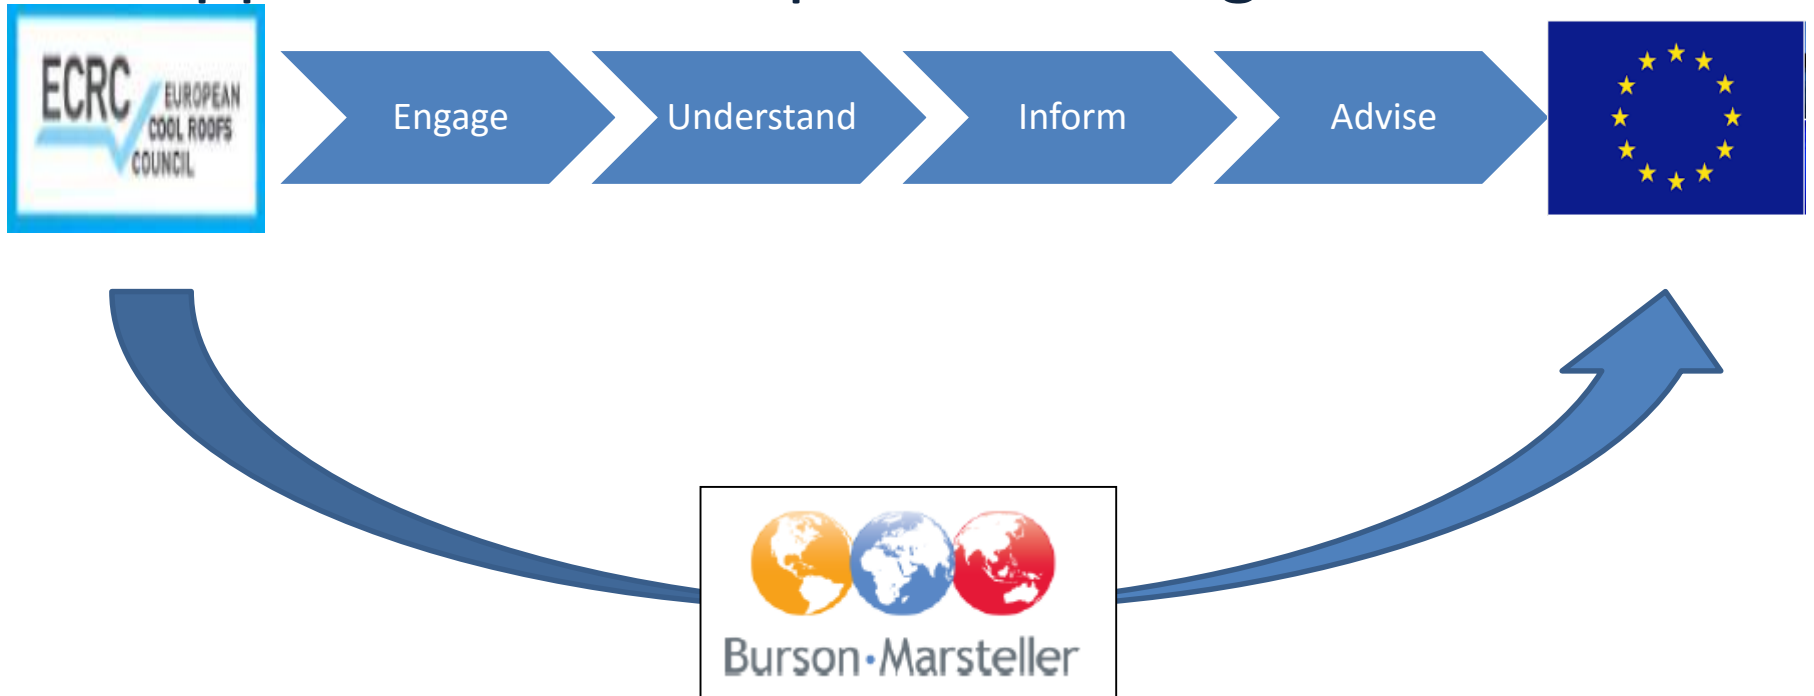 ECRC
EUROPEAN
COOL ROOFS
COUNCIL
Engage
Understand
Inform
Advise
Burson•Marsteller